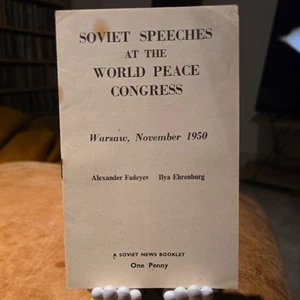 SOVIET SPEECHES
AT THE
WORLD PEACE
CONGRESS
Warsaw, November 1950
Alexander Fadeyev Ilya Ehrenburg
A SOVIET NEWS BOOKLET
One Penny